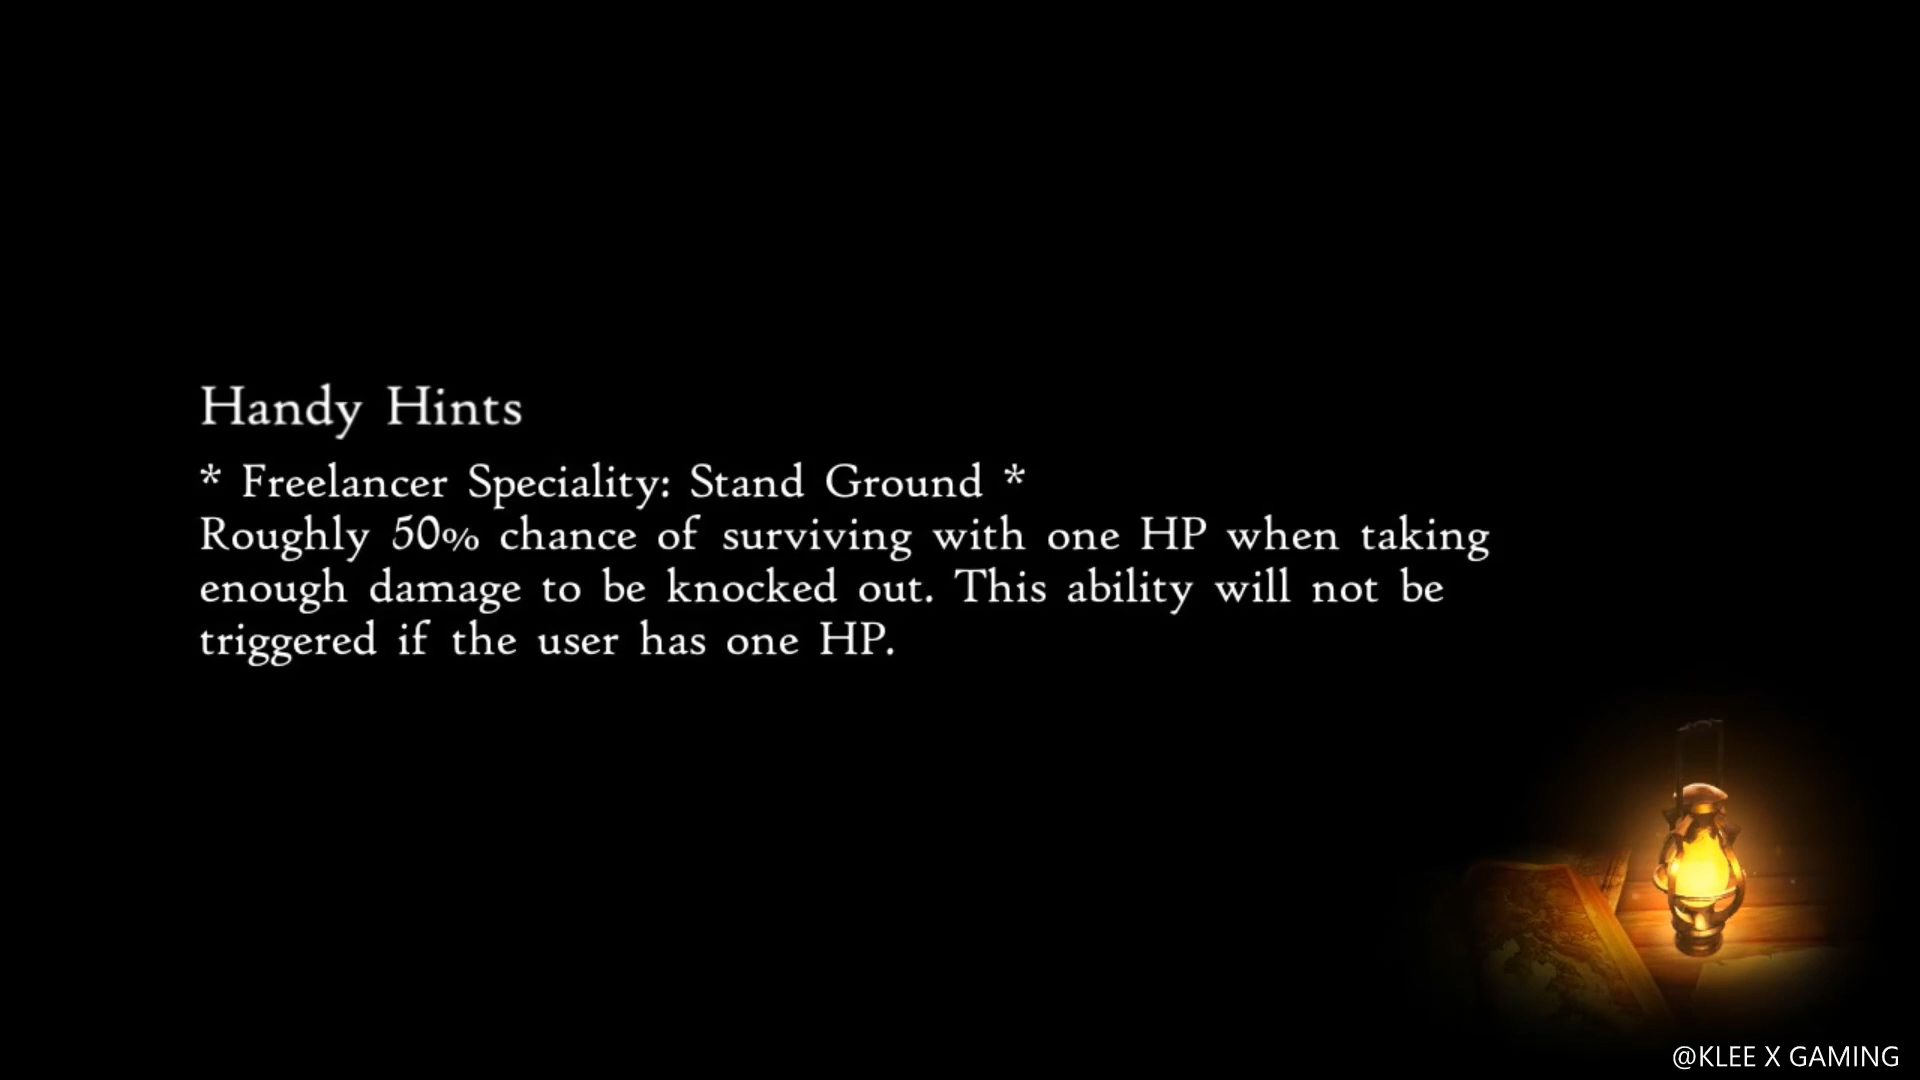 Handy Hints
* Freelancer Speciality: Stand Ground *
Roughly 50% chance of surviving with one HP when taking
enough damage to be knocked out. This ability will not be
triggered if the user has one HP.
@KLEE X GAMING